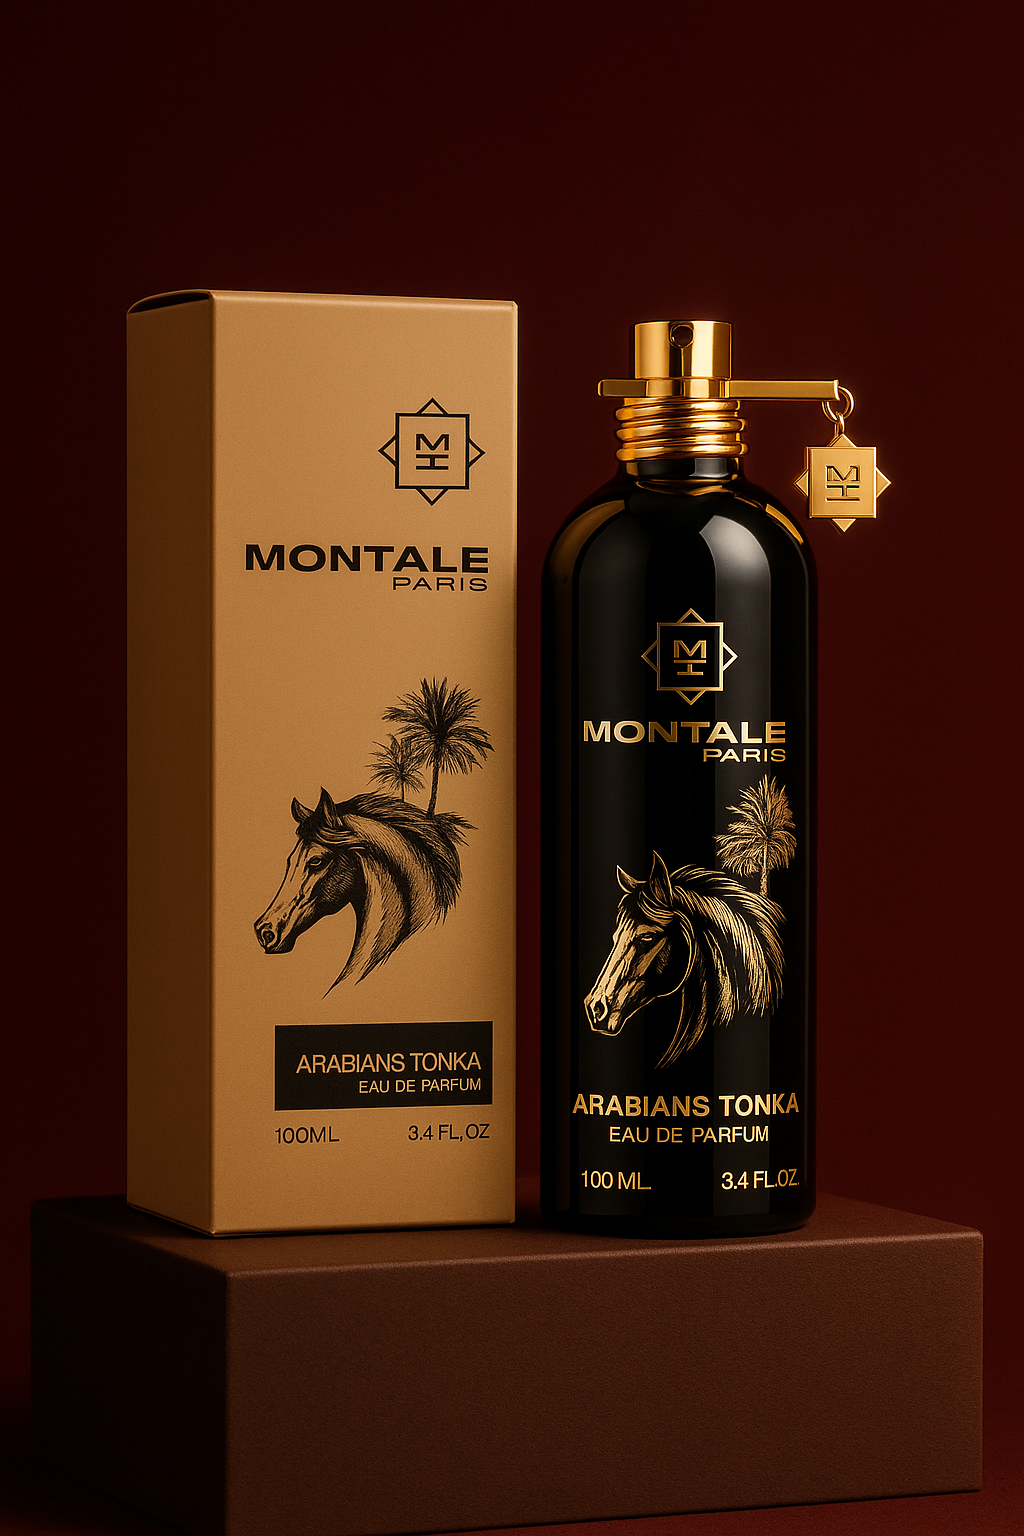 MONTALE
PARIS
ARABIANS TONKA
EAU DE PARFUM
100ML
3.4 FL,OZ
MONTALE
PARIS
ARABIANS TONKA
EAU DE PARFUM
100 ML.
3.4 FL.OZ.